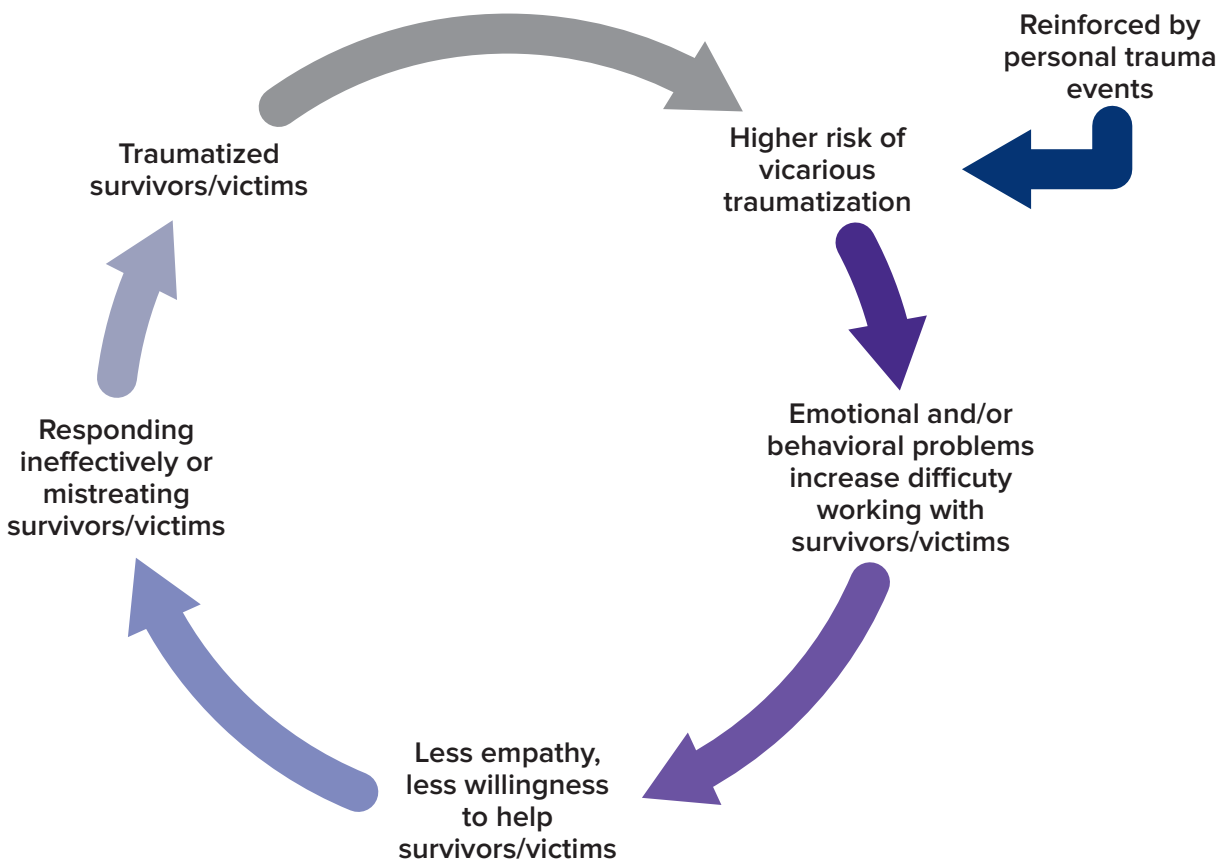 Reinforced by
personal trauma
events
Higher risk of
vicarious
traumatization
Emotional and/or
behavioral problems
increase difficuty
working with
survivors/victims
Less empathy,
less willingness
to help
survivors/victims
Responding
ineffectively or
mistreating
survivors/victims
Traumatized
survivors/victims